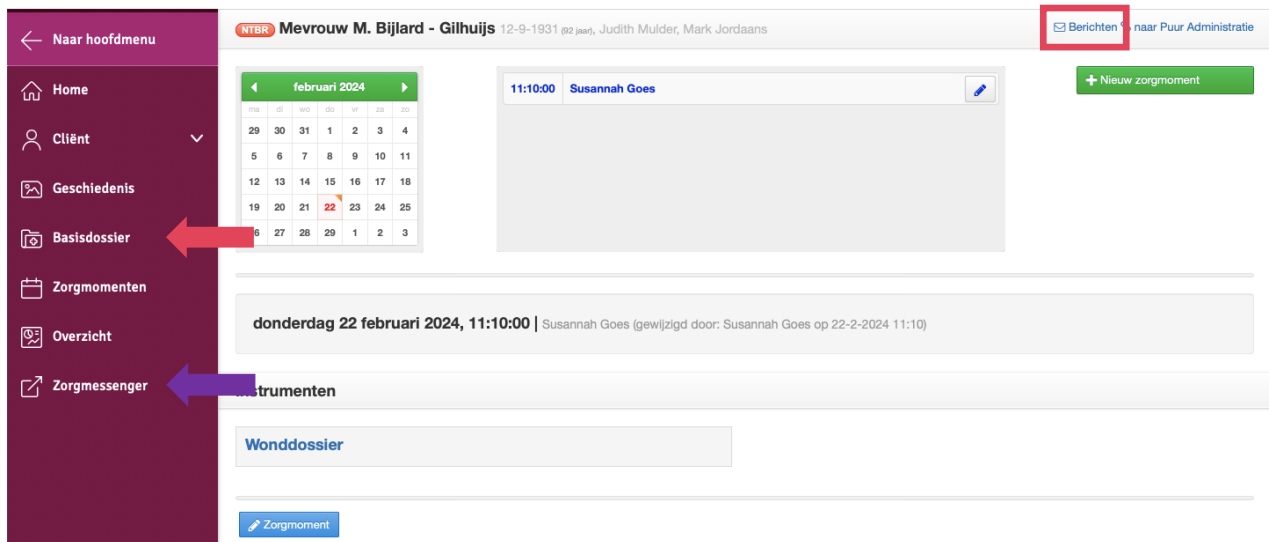 Naar hoofdmenu
Home
Cliënt
Geschiedenis
Basisdossier
Zorgmomenten
Overzicht
Zorgmessenger
NTBR Mevrouw M. Bijlard - Gilhuijs 12-9-1931 (92 jaar), Judith Mulder, Mark Jordaans
Berichten naar Puur Administratie
februari 2024
ma di wo do vr za zo
29 30 31 1 2 3 4
5 6 7 8 9 10 11
12 13 14 15 16 17 18
19 20 21 22 23 24 25
6 27 28 29 1 2 3
11:10:00 Susannah Goes
+ Nieuw zorgmoment
donderdag 22 februari 2024, 11:10:00 | Susannah Goes (gewijzigd door: Susannah Goes op 22-2-2024 11:10)
strumenten
Wonddossier
Zorgmoment